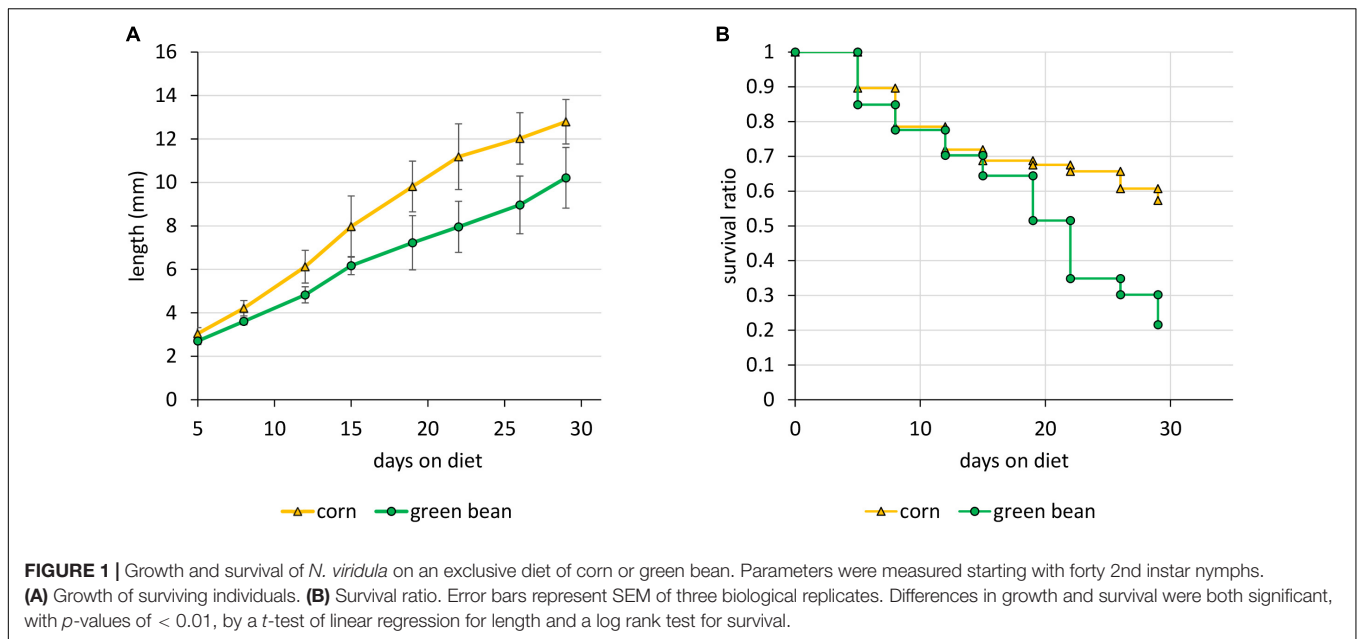 A
16
14
12
10
8
6
4
2
0
length (mm)
5 10 15 20 25 30
days on diet
corn green bean
B
1
0.9
0.8
0.7
0.6
0.5
0.4
0.3
0.2
0.1
0
survival ratio
0 10 20 30
days on diet
corn green bean
FIGURE 1 | Growth and survival of N. viridula on an exclusive diet of corn or green bean. Parameters were measured starting with forty 2nd instar nymphs.
(A) Growth of surviving individuals. (B) Survival ratio. Error bars represent SEM of three biological replicates. Differences in growth and survival were both significant,
with p-values of < 0.01, by a t-test of linear regression for length and a log rank test for survival.